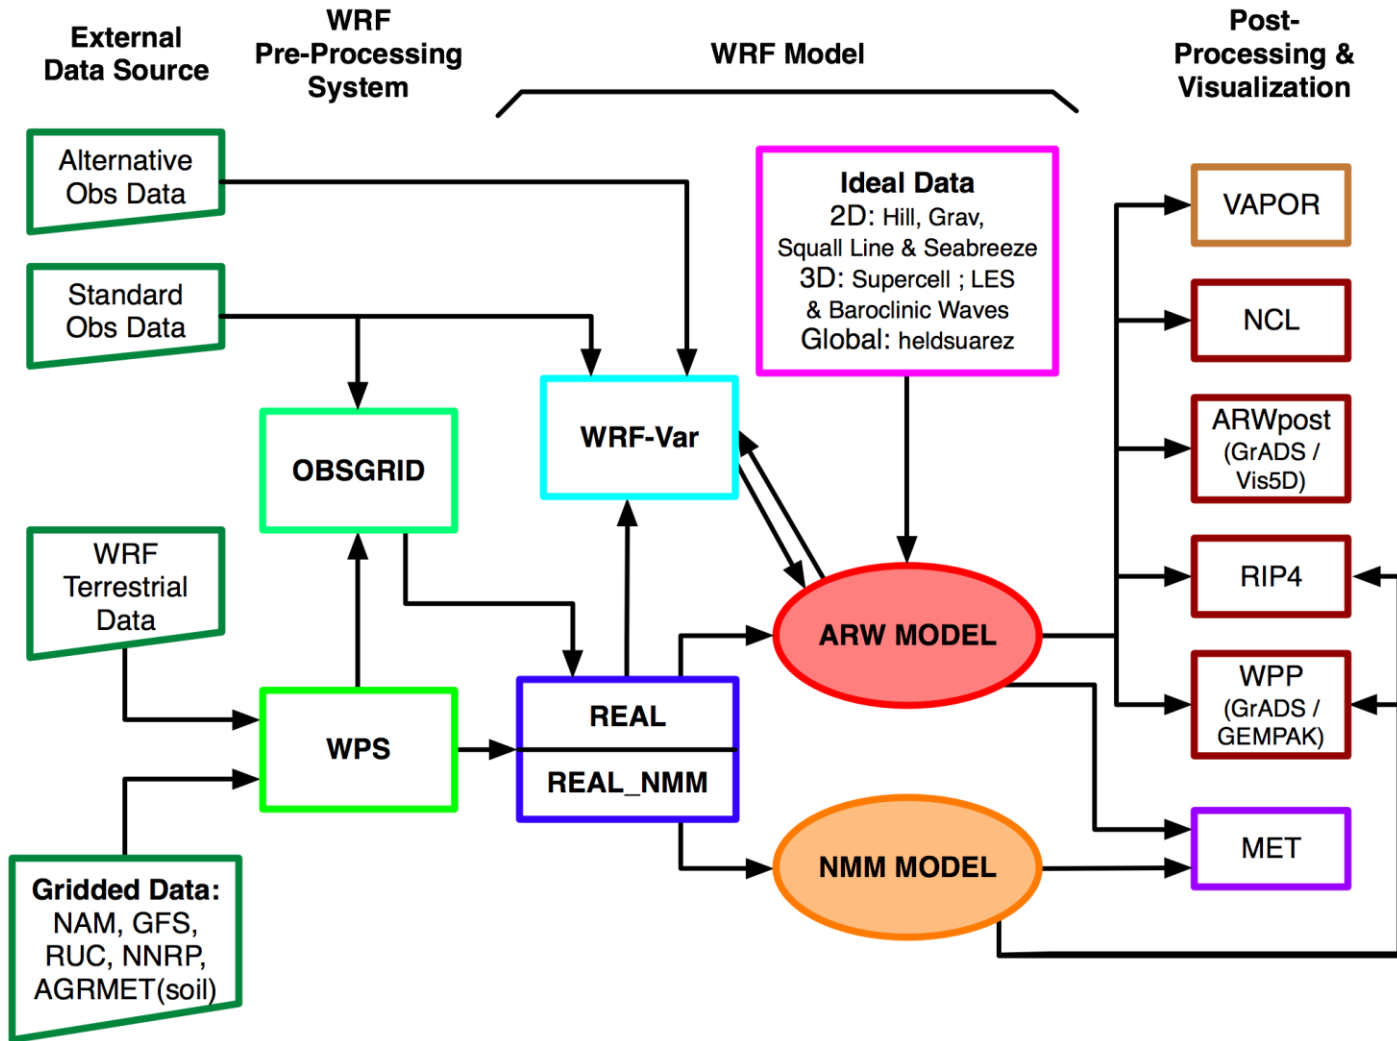 External
Data Source
WRF
Pre-Processing
System
WRF Model
Post-
Processing &
Visualization
Alternative
Obs Data
Standard
Obs Data
WRF
Terrestrial
Data
Gridded Data:
NAM, GFS,
RUC, NNRP,
AGRMET(soil)
OBSGRID
WPS
WRF-Var
REAL
REAL_NMM
Ideal Data
2D: Hill, Grav,
Squall Line & Seabreeze
3D: Supercell ; LES
& Baroclinic Waves
Global: heldsuarez
ARW MODEL
NMM MODEL
VAPOR
NCL
ARWpost
(GrADS /
Vis5D)
RIP4
WPP
(GrADS /
GEMPAK)
MET